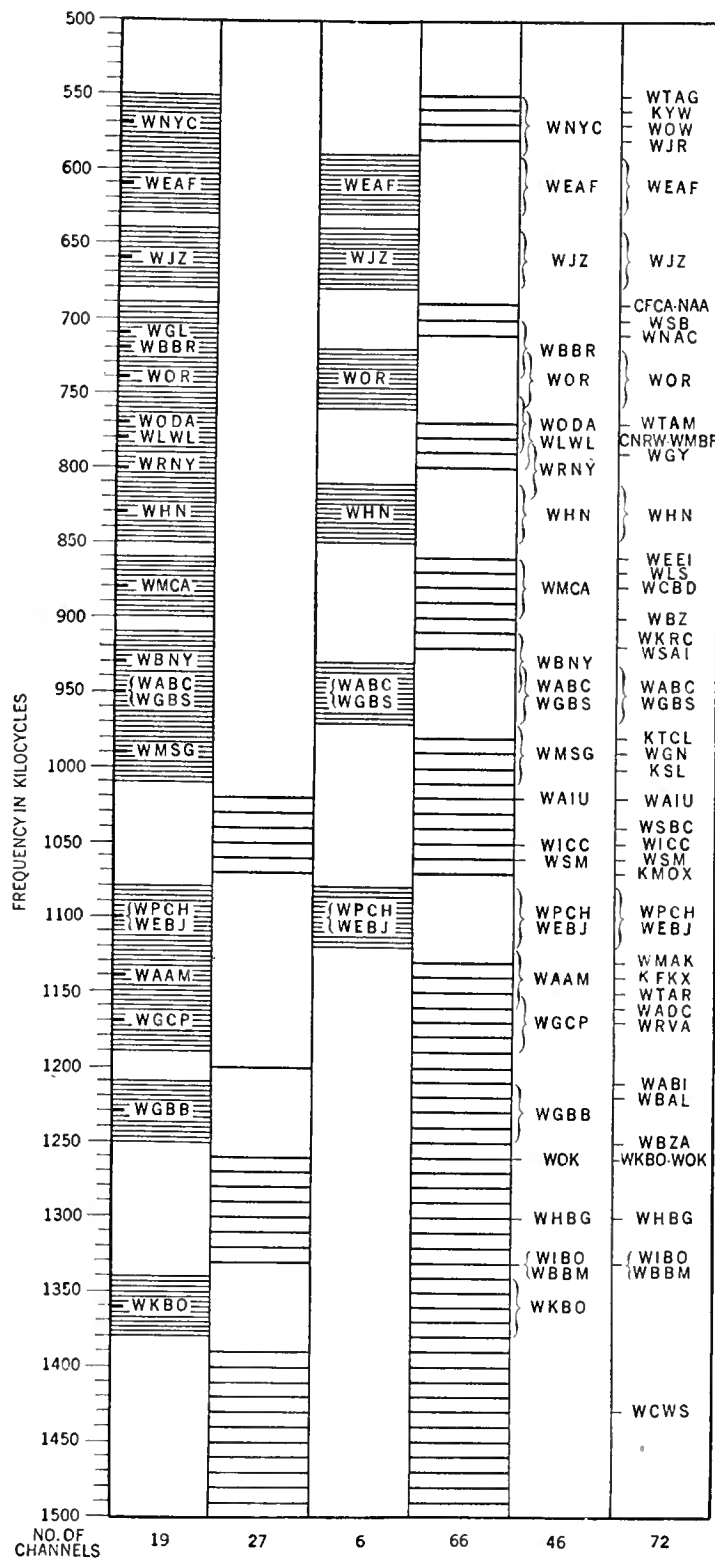 FREQUENCY IN KILOCYCLES
500
550
600
650
700
750
800
850
900
950
1000
1050
1100
1150
1200
1250
1300
1350
1400
1450
1500
WNYC
WEAF
WJZ
WGL
WBBR
WOR
WODA
WLWL
WRNY
WHN
WMCA
WBNY
WABC
WGBS
WMSG
WPCH
WEBJ
WAAM
WGCP
WGBB
WKBO
WEAF
WJZ
WOR
WHN
WABC
WGBS
WPCH
WEBJ
WNYC
WEAF
WJZ
WBBR
WOR
WODA
WLWL
WRNY
WHN
WMCA
WBNY
WABC
WGBS
WMSG
WAIU
WICC
WSM
WPCH
WEBJ
WAAM
WGCP
WGBB
WOK
WHBG
WIBO
WBBM
WKBO
WTAG
KYW
WOW
WJR
WEAF
WJZ
CFCA-NAA
WSB
WNAC
WOR
WTAM
CNRW-WMBF
WGY
WHN
WEEI
WLS
WCBD
WBZ
WKRC
WSAI
WABC
WGBS
KTCL
WGN
KSL
WAIU
WSBC
WICC
WSM
KMOX
WPCH
WEBJ
WMAK
KFKX
WTAR
WADC
WRVA
WABI
WBAL
WBZA
WKBO-WOK
WHBG
WIBO
WBBM
WCWS
NO. OF
CHANNELS
19 27 6 66 46 72